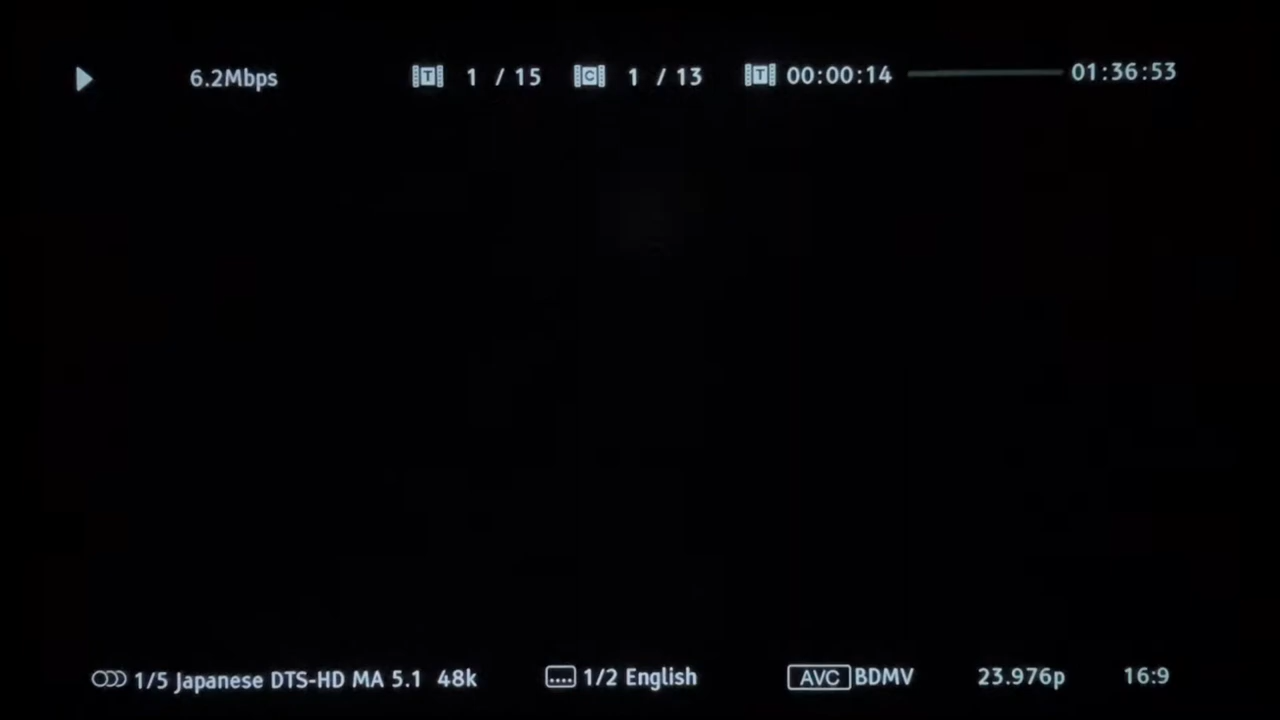 6.2Mbps T 1 / 15 C 1 / 13 T 00:00:14 01:36:53
1/5 Japanese DTS-HD MA 5.1 48k 1/2 English AVC BDMV 23.976p 16:9